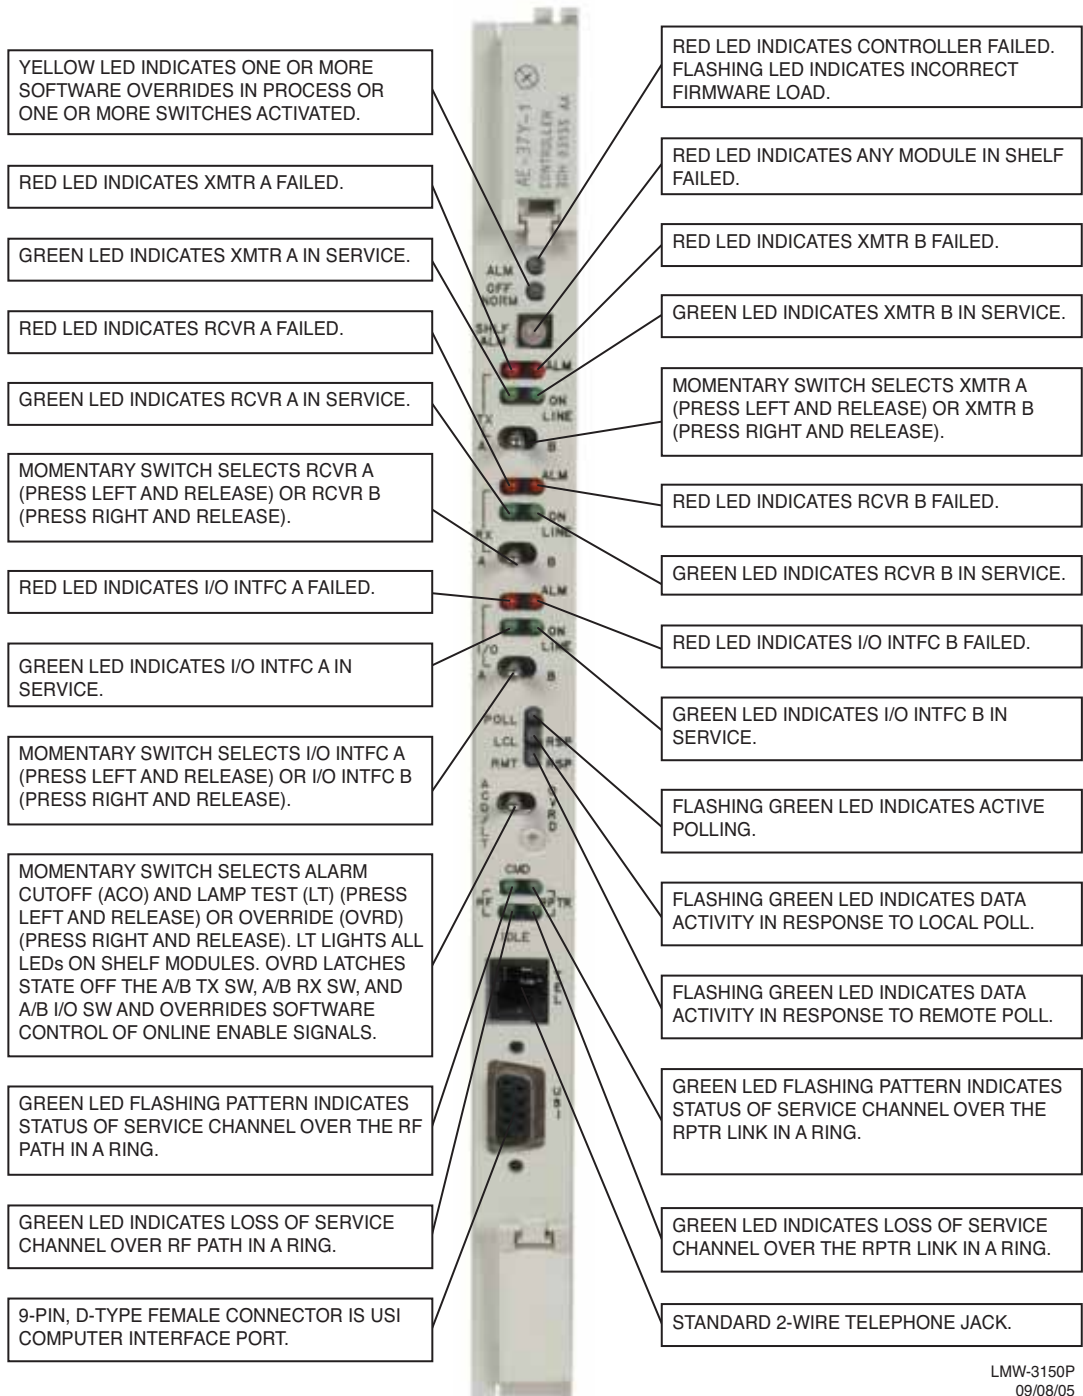 YELLOW LED INDICATES ONE OR MORE
SOFTWARE OVERRIDES IN PROCESS OR
ONE OR MORE SWITCHES ACTIVATED.
RED LED INDICATES XMTR A FAILED.
GREEN LED INDICATES XMTR A IN SERVICE.
RED LED INDICATES RCVR A FAILED.
GREEN LED INDICATES RCVR A IN SERVICE.
MOMENTARY SWITCH SELECTS RCVR A
(PRESS LEFT AND RELEASE) OR RCVR B
(PRESS RIGHT AND RELEASE).
RED LED INDICATES I/O INTFC A FAILED.
GREEN LED INDICATES I/O INTFC A IN
SERVICE.
MOMENTARY SWITCH SELECTS I/O INTFC A
(PRESS LEFT AND RELEASE) OR I/O INTFC B
(PRESS RIGHT AND RELEASE).
MOMENTARY SWITCH SELECTS ALARM
CUTOFF (ACO) AND LAMP TEST (LT) (PRESS
LEFT AND RELEASE) OR OVERRIDE (OVRD)
(PRESS RIGHT AND RELEASE). LT LIGHTS ALL
LEDs ON SHELF MODULES. OVRD LATCHES
STATE OFF THE A/B TX SW, A/B RX SW, AND
A/B I/O SW AND OVERRIDES SOFTWARE
CONTROL OF ONLINE ENABLE SIGNALS.
GREEN LED FLASHING PATTERN INDICATES
STATUS OF SERVICE CHANNEL OVER THE RF
PATH IN A RING.
GREEN LED INDICATES LOSS OF SERVICE
CHANNEL OVER RF PATH IN A RING.
9-PIN, D-TYPE FEMALE CONNECTOR IS USI
COMPUTER INTERFACE PORT.
AE-37Y-1
CONTROLLER
3DH 03155 AA
ALM
OFF
NORM
SHLF
ALM
ALM
ON
LINE
TX
A B
ALM
ON
LINE
RX
A B
ALM
ON
LINE
I/O
A B
POLL
LCL RSP
RMT RSP
ACO/LT
OVRD
CMD
RF RPTR
IDLE
TEL
USI
RED LED INDICATES CONTROLLER FAILED.
FLASHING LED INDICATES INCORRECT
FIRMWARE LOAD.
RED LED INDICATES ANY MODULE IN SHELF
FAILED.
RED LED INDICATES XMTR B FAILED.
GREEN LED INDICATES XMTR B IN SERVICE.
MOMENTARY SWITCH SELECTS XMTR A
(PRESS LEFT AND RELEASE) OR XMTR B
(PRESS RIGHT AND RELEASE).
RED LED INDICATES RCVR B FAILED.
GREEN LED INDICATES RCVR B IN SERVICE.
RED LED INDICATES I/O INTFC B FAILED.
GREEN LED INDICATES I/O INTFC B IN
SERVICE.
FLASHING GREEN LED INDICATES ACTIVE
POLLING.
FLASHING GREEN LED INDICATES DATA
ACTIVITY IN RESPONSE TO LOCAL POLL.
FLASHING GREEN LED INDICATES DATA
ACTIVITY IN RESPONSE TO REMOTE POLL.
GREEN LED FLASHING PATTERN INDICATES
STATUS OF SERVICE CHANNEL OVER THE
RPTR LINK IN A RING.
GREEN LED INDICATES LOSS OF SERVICE
CHANNEL OVER THE RPTR LINK IN A RING.
STANDARD 2-WIRE TELEPHONE JACK.
LMW-3150P
09/08/05